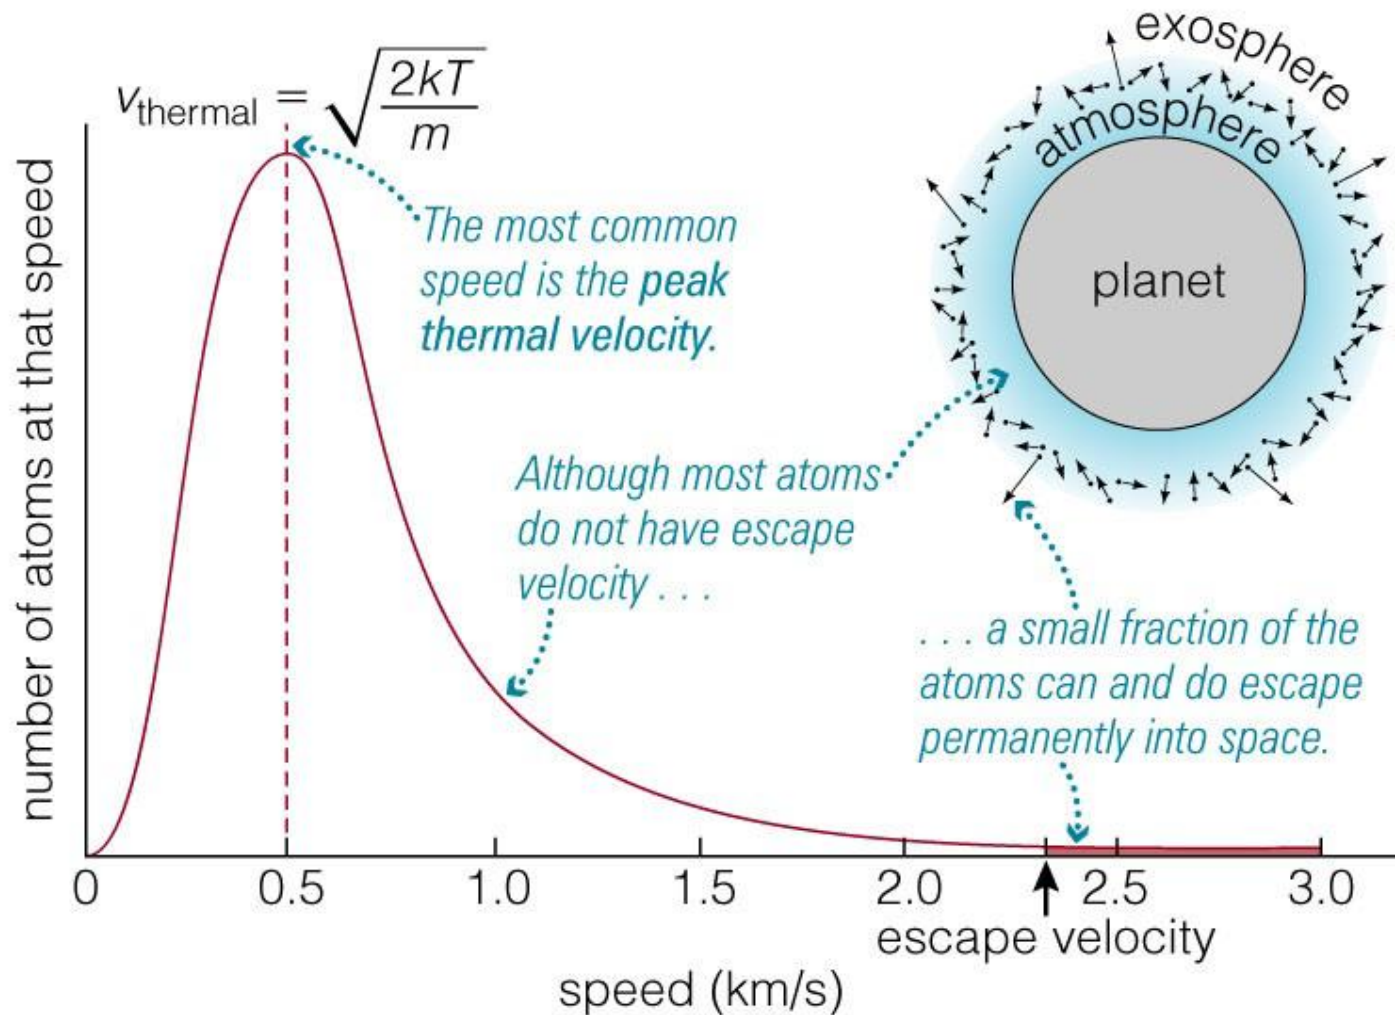 v_thermal = √(2kT/m)
exosphere
atmosphere
planet
The most common
speed is the peak
thermal velocity.
Although most atoms
do not have escape
velocity . . .
. . . a small fraction of the
atoms can and do escape
permanently into space.
number of atoms at that speed
0 0.5 1.0 1.5 2.0 2.5 3.0
escape velocity
speed (km/s)